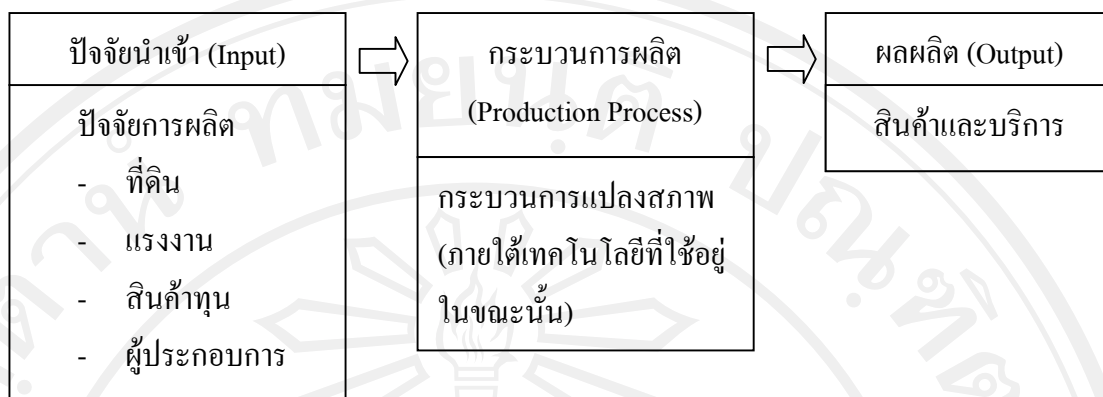 ปัจจัยนำเข้า (Input)
ปัจจัยการผลิต
- ที่ดิน
- แรงงาน
- สินค้าทุน
- ผู้ประกอบการ
กระบวนการผลิต
(Production Process)
กระบวนการแปลงสภาพ
(ภายใต้เทคโนโลยีที่ใช้อยู่
ในขณะนั้น)
ผลผลิต (Output)
สินค้าและบริการ